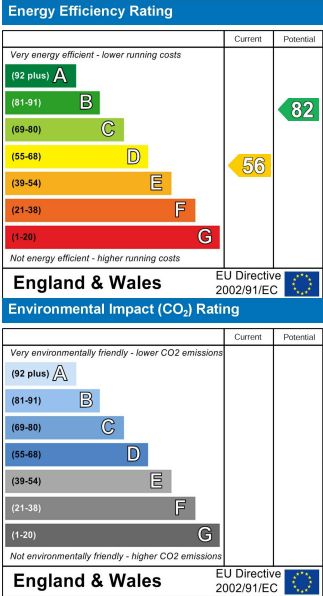 Energy Efficiency Rating
Current Potential
Very energy efficient - lower running costs
(92 plus) A
(81-91) B
82
(69-80) C
(55-68) D
56
(39-54) E
(21-38) F
(1-20) G
Not energy efficient - higher running costs
England & Wales
EU Directive
2002/91/EC
Environmental Impact (CO₂) Rating
Current Potential
Very environmentally friendly - lower CO2 emissions
(92 plus) A
(81-91) B
(69-80) C
(55-68) D
(39-54) E
(21-38) F
(1-20) G
Not environmentally friendly - higher CO2 emissions
England & Wales
EU Directive
2002/91/EC